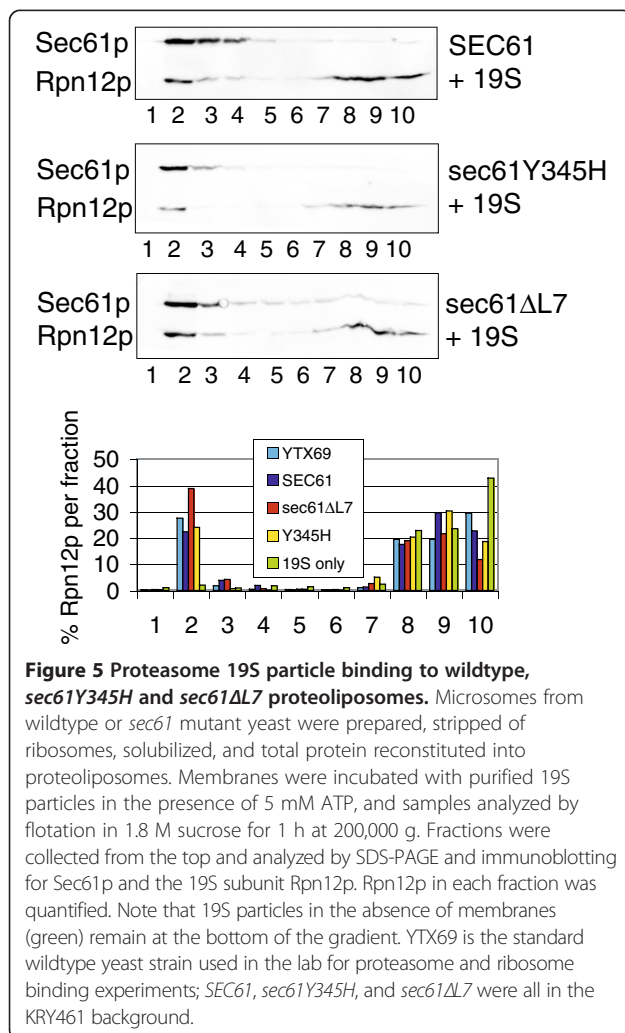 Sec61p
Rpn12p
SEC61
+ 19S
1 2 3 4 5 6 7 8 9 10
Sec61p
Rpn12p
sec61Y345H
+ 19S
1 2 3 4 5 6 7 8 9 10
Sec61p
Rpn12p
sec61ΔL7
+ 19S
1 2 3 4 5 6 7 8 9 10
% Rpn12p per fraction
50
40
30
20
10
0
YTX69
SEC61
sec61ΔL7
Y345H
19S only
1 2 3 4 5 6 7 8 9 10
Figure 5 Proteasome 19S particle binding to wildtype,
sec61Y345H and sec61ΔL7 proteoliposomes. Microsomes from
wildtype or sec61 mutant yeast were prepared, stripped of
ribosomes, solubilized, and total protein reconstituted into
proteoliposomes. Membranes were incubated with purified 19S
particles in the presence of 5 mM ATP, and samples analyzed by
flotation in 1.8 M sucrose for 1 h at 200,000 g. Fractions were
collected from the top and analyzed by SDS-PAGE and immunoblotting
for Sec61p and the 19S subunit Rpn12p. Rpn12p in each fraction was
quantified. Note that 19S particles in the absence of membranes
(green) remain at the bottom of the gradient. YTX69 is the standard
wildtype yeast strain used in the lab for proteasome and ribosome
binding experiments; SEC61, sec61Y345H, and sec61ΔL7 were all in the
KRY461 background.